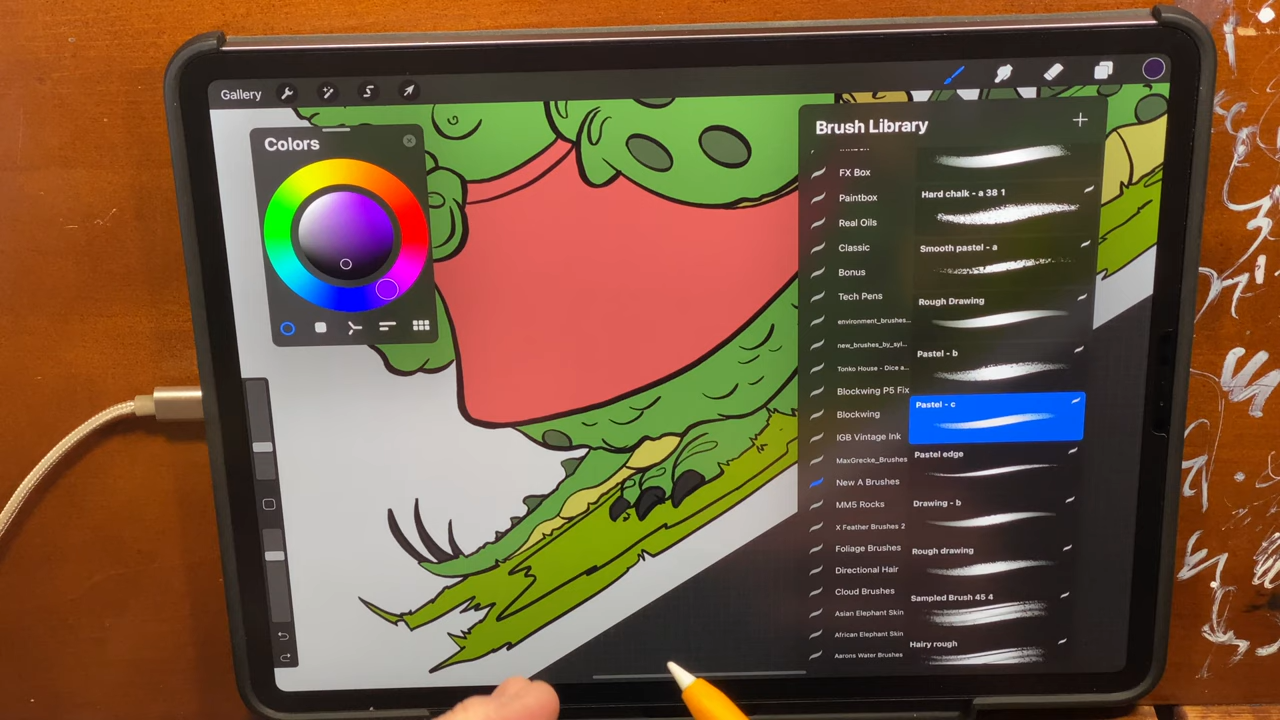 Gallery
Colors
Brush Library
FX Box
Paintbox
Real Oils
Classic
Bonus
Tech Pens
environment_brushes...
new_brushes_by_syl...
Tonko House - Dice a...
Blockwing P5 Fix
Blockwing
IGB Vintage Ink
MaxGrecke_Brushes
New A Brushes
MM5 Rocks
X Feather Brushes 2
Foliage Brushes
Directional Hair
Cloud Brushes
Asian Elephant Skin
African Elephant Skin
Aarons Water Brushes
Hard chalk - a 38 1
Smooth pastel - a
Rough Drawing
Pastel - b
Pastel - c
Pastel edge
Drawing - b
Rough drawing
Sampled Brush 45 4
Hairy rough